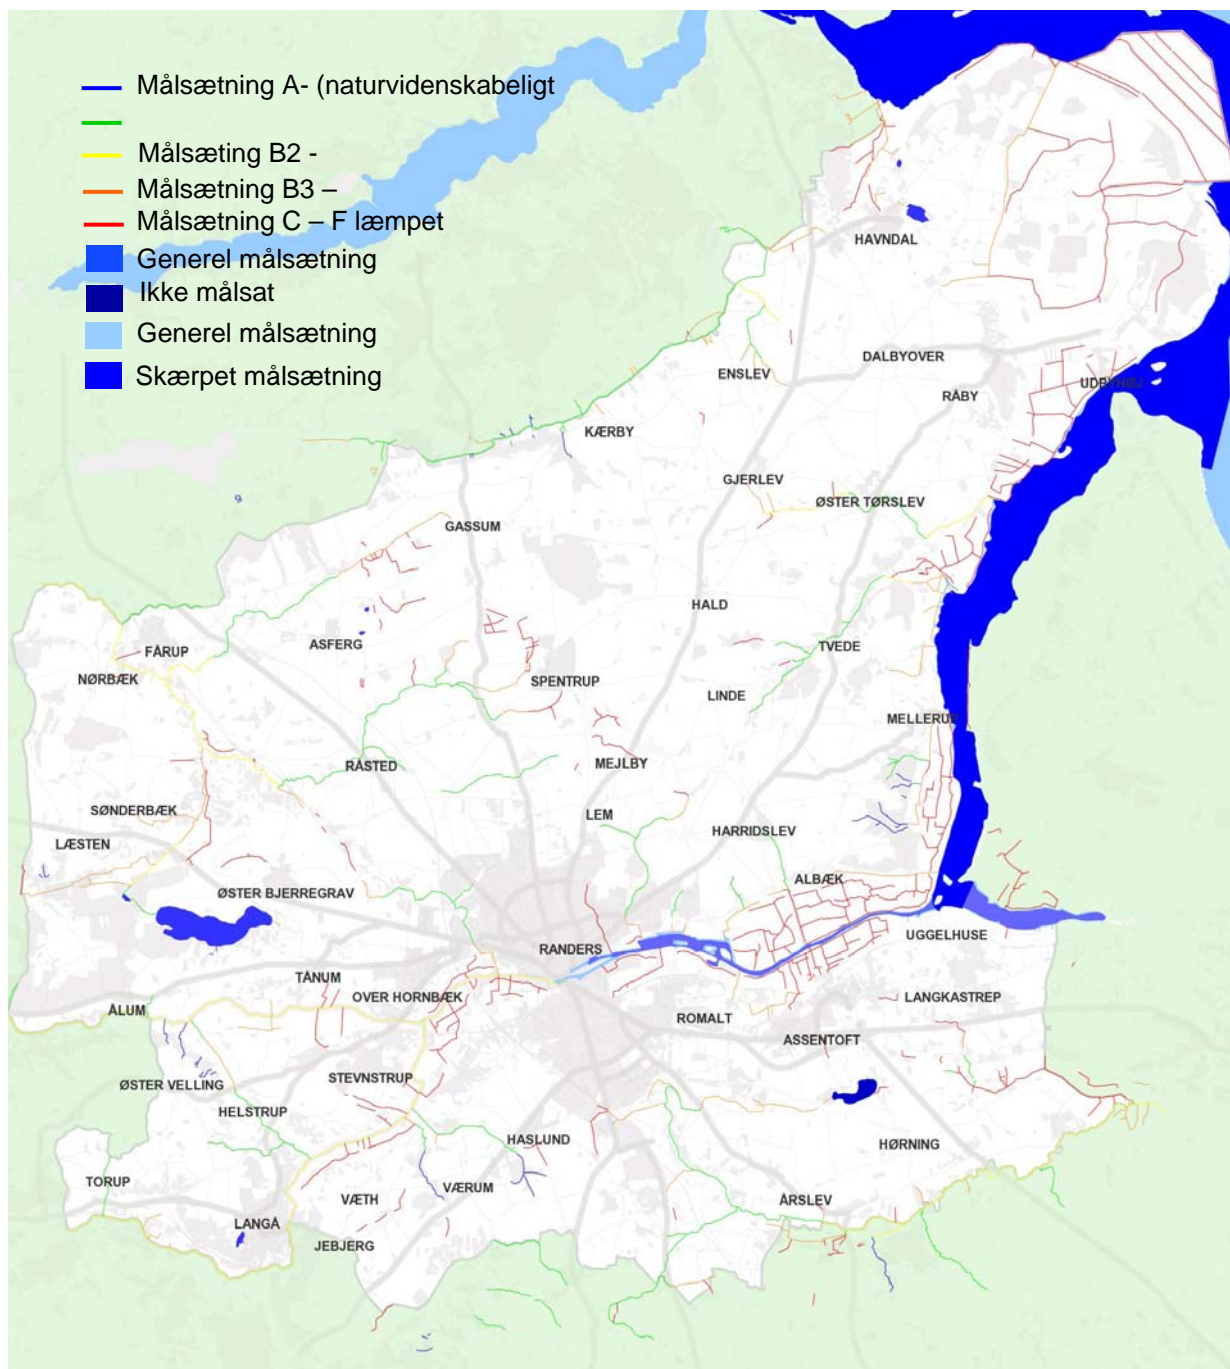 Målsætning A- (naturvidenskabeligt
Målsæting B2 -
Målsætning B3 –
Målsætning C – F læmpet
Generel målsætning
Ikke målsat
Generel målsætning
Skærpet målsætning
HAVNDAL
DALBYOVER
ENSLEV
UDBYHØJ
RÅBY
KÆRBY
GJERLEV
ØSTER TØRSLEV
GASSUM
HALD
ASFERG
TVEDE
FÅRUP
NØRBÆK
SPENTRUP
LINDE
MELLERUP
RÅSTED
MEJLBY
SØNDERBÆK
LEM
HARRIDSLEV
LÆSTEN
ALBÆK
ØSTER BJERREGRAV
UGGELHUSE
RANDERS
TÅNUM
OVER HORNBÆK
LANGKASTREP
ÅLUM
ROMALT
ASSENTOFT
STEVNSTRUP
ØSTER VELLING
HELSTRUP
HASLUND
HØRNING
TORUP
VÆRUM
VÆTH
ÅRSLEV
LANGÅ
JEBJERG